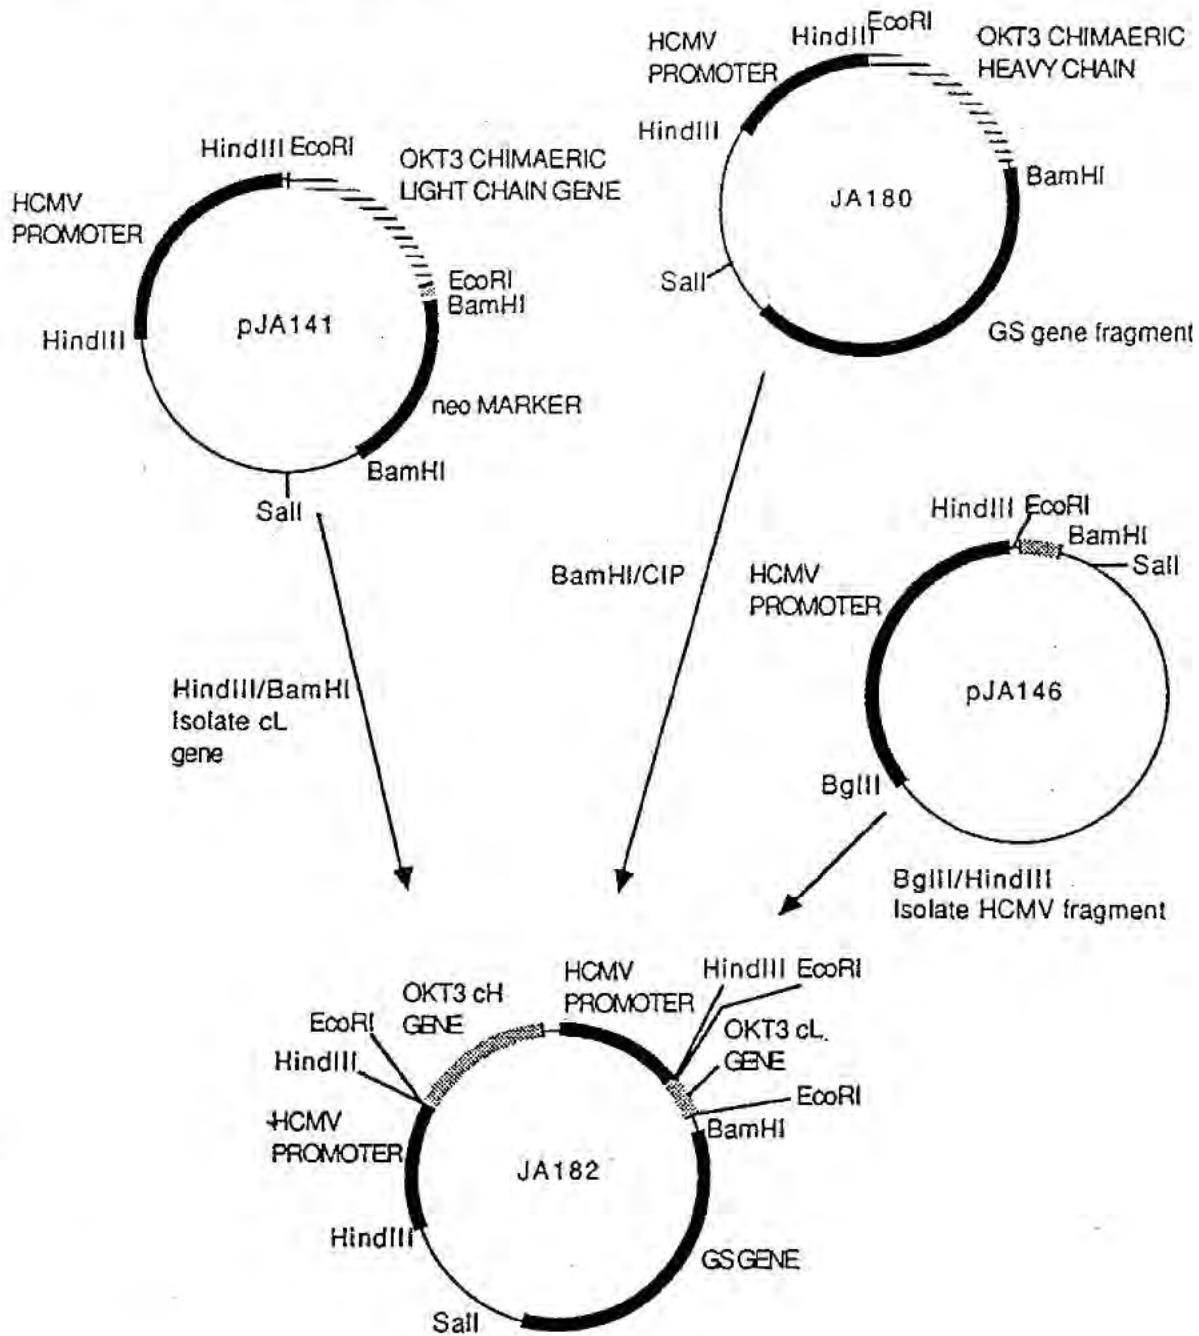 HCMV
PROMOTER
HindIII
EcoRI
OKT3 CHIMAERIC
HEAVY CHAIN
HindIII
BamHI
JA180
SalI
GS gene fragment
HindIII EcoRI
OKT3 CHIMAERIC
LIGHT CHAIN GENE
HCMV
PROMOTER
EcoRI
BamHI
pJA141
HindIII
neo MARKER
BamHI
SalI
HindIII EcoRI
BamHI
SalI
BamHI/CIP
HCMV
PROMOTER
pJA146
BglII
HindIII/BamHI
Isolate cL
gene
BglII/HindIII
Isolate HCMV fragment
HCMV
PROMOTER
HindIII EcoRI
OKT3 cH
GENE
EcoRI
HindIII
OKT3 cL.
GENE
EcoRI
BamHI
HCMV
PROMOTER
JA182
HindIII
GS GENE
SalI